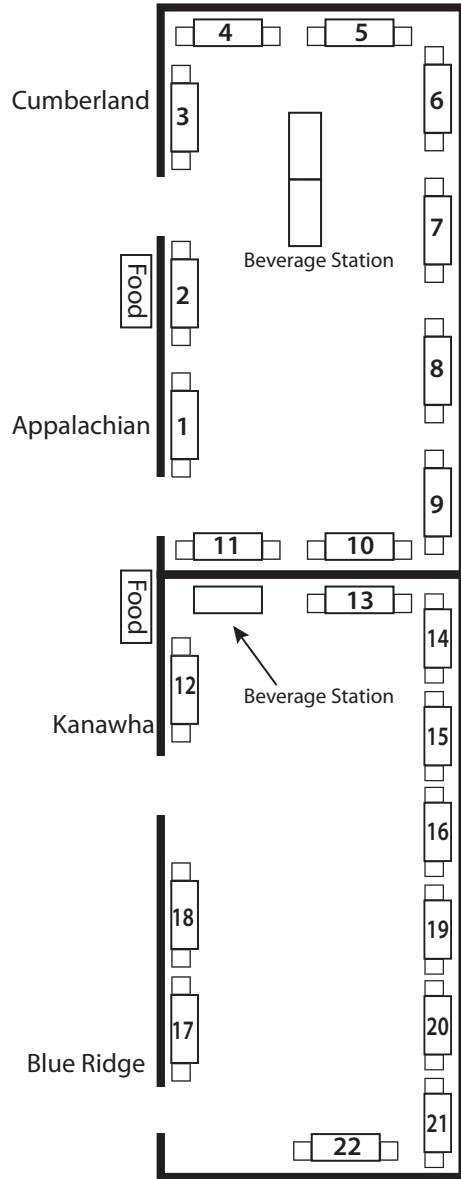 4
5
Cumberland
3
6
7
Beverage Station
Food
2
8
Appalachian
1
9
11
10
Food
13
14
12
Beverage Station
Kanawha
15
16
18
19
17
20
Blue Ridge
21
22